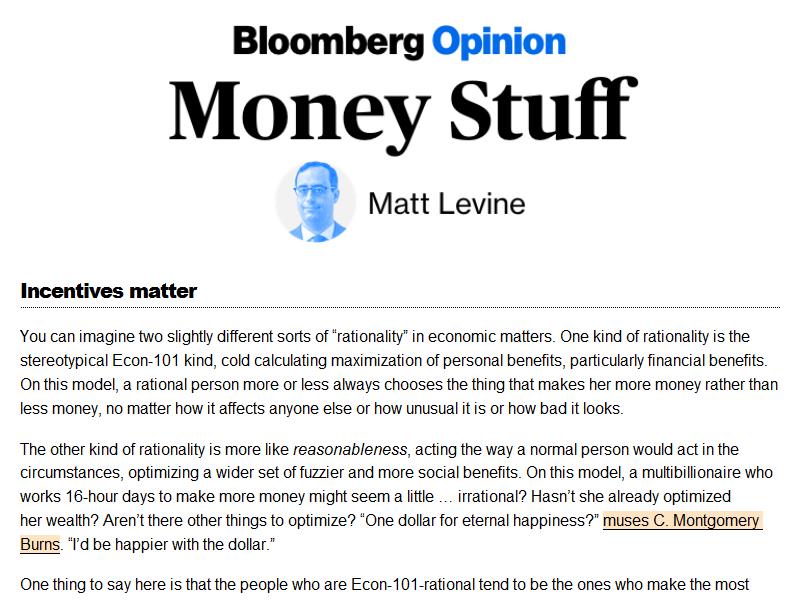 Bloomberg Opinion
Money Stuff
Matt Levine
Incentives matter
You can imagine two slightly different sorts of “rationality” in economic matters. One kind of rationality is the
stereotypical Econ-101 kind, cold calculating maximization of personal benefits, particularly financial benefits.
On this model, a rational person more or less always chooses the thing that makes her more money rather than
less money, no matter how it affects anyone else or how unusual it is or how bad it looks.
The other kind of rationality is more like reasonableness, acting the way a normal person would act in the
circumstances, optimizing a wider set of fuzzier and more social benefits. On this model, a multibillionaire who
works 16-hour days to make more money might seem a little … irrational? Hasn’t she already optimized
her wealth? Aren’t there other things to optimize? “One dollar for eternal happiness?” muses C. Montgomery
Burns. “I’d be happier with the dollar.”
One thing to say here is that the people who are Econ-101-rational tend to be the ones who make the most